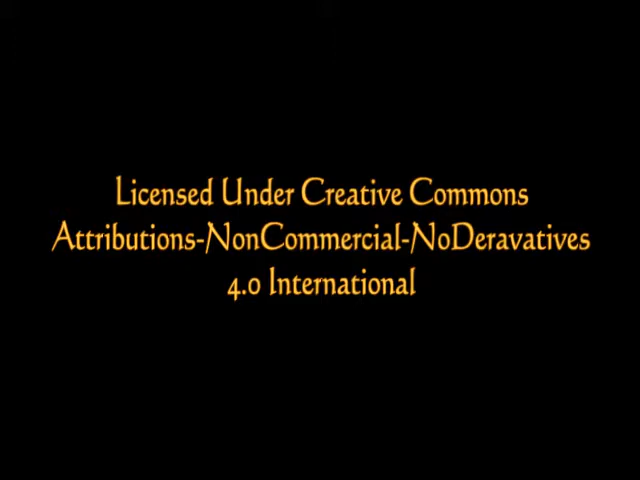 Licensed Under Creative Commons
Attributions-NonCommercial-NoDeravatives
4.0 International